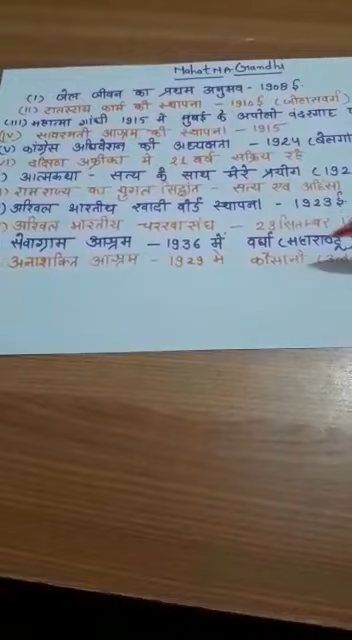 Mahatma Gandhi
(I) जेल जीवन का प्रथम अनुभव - 1908 ई.
(II) टालस्टाय फार्म की स्थापना - 1910 ई (जोहान्सबर्ग)
(III) महात्मा गांधी 1915 मे मुंबई के अपोलो बंदरगाह
(IV) साबरमती आश्रम की स्थापना - 1915
(V) कांग्रेस अधिवेशन की अध्यक्षता - 1924 (बेलगा
VI) दक्षिण अफ्रीका में 21 वर्ष सक्रिय रहे
) आत्मकथा - सत्य के साथ मेरे प्रयोग (192
) रामराज्य का युगल सिद्धांत - सत्य एवं अहिंसा
) अखिल भारतीय खादी बोर्ड स्थापना - 1923 ई
) अखिल भारतीय चरखा संघ - 23 सितम्बर
सेवाग्राम आश्रम - 1936 में वर्धा (महाराष्ट्र
अनाशक्ति आश्रम - 1929 मे कौसानी